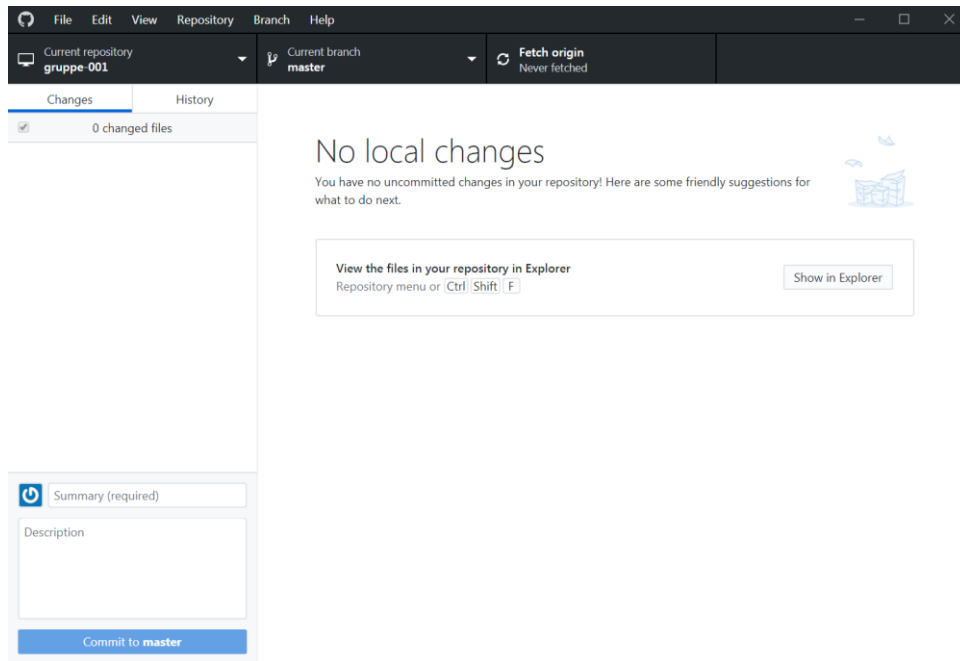 File Edit View Repository Branch Help
Current repository
gruppe-001
Current branch
master
Fetch origin
Never fetched
Changes History
0 changed files
No local changes
You have no uncommitted changes in your repository! Here are some friendly suggestions for
what to do next.
View the files in your repository in Explorer
Repository menu or Ctrl Shift F
Show in Explorer
Summary (required)
Description
Commit to master